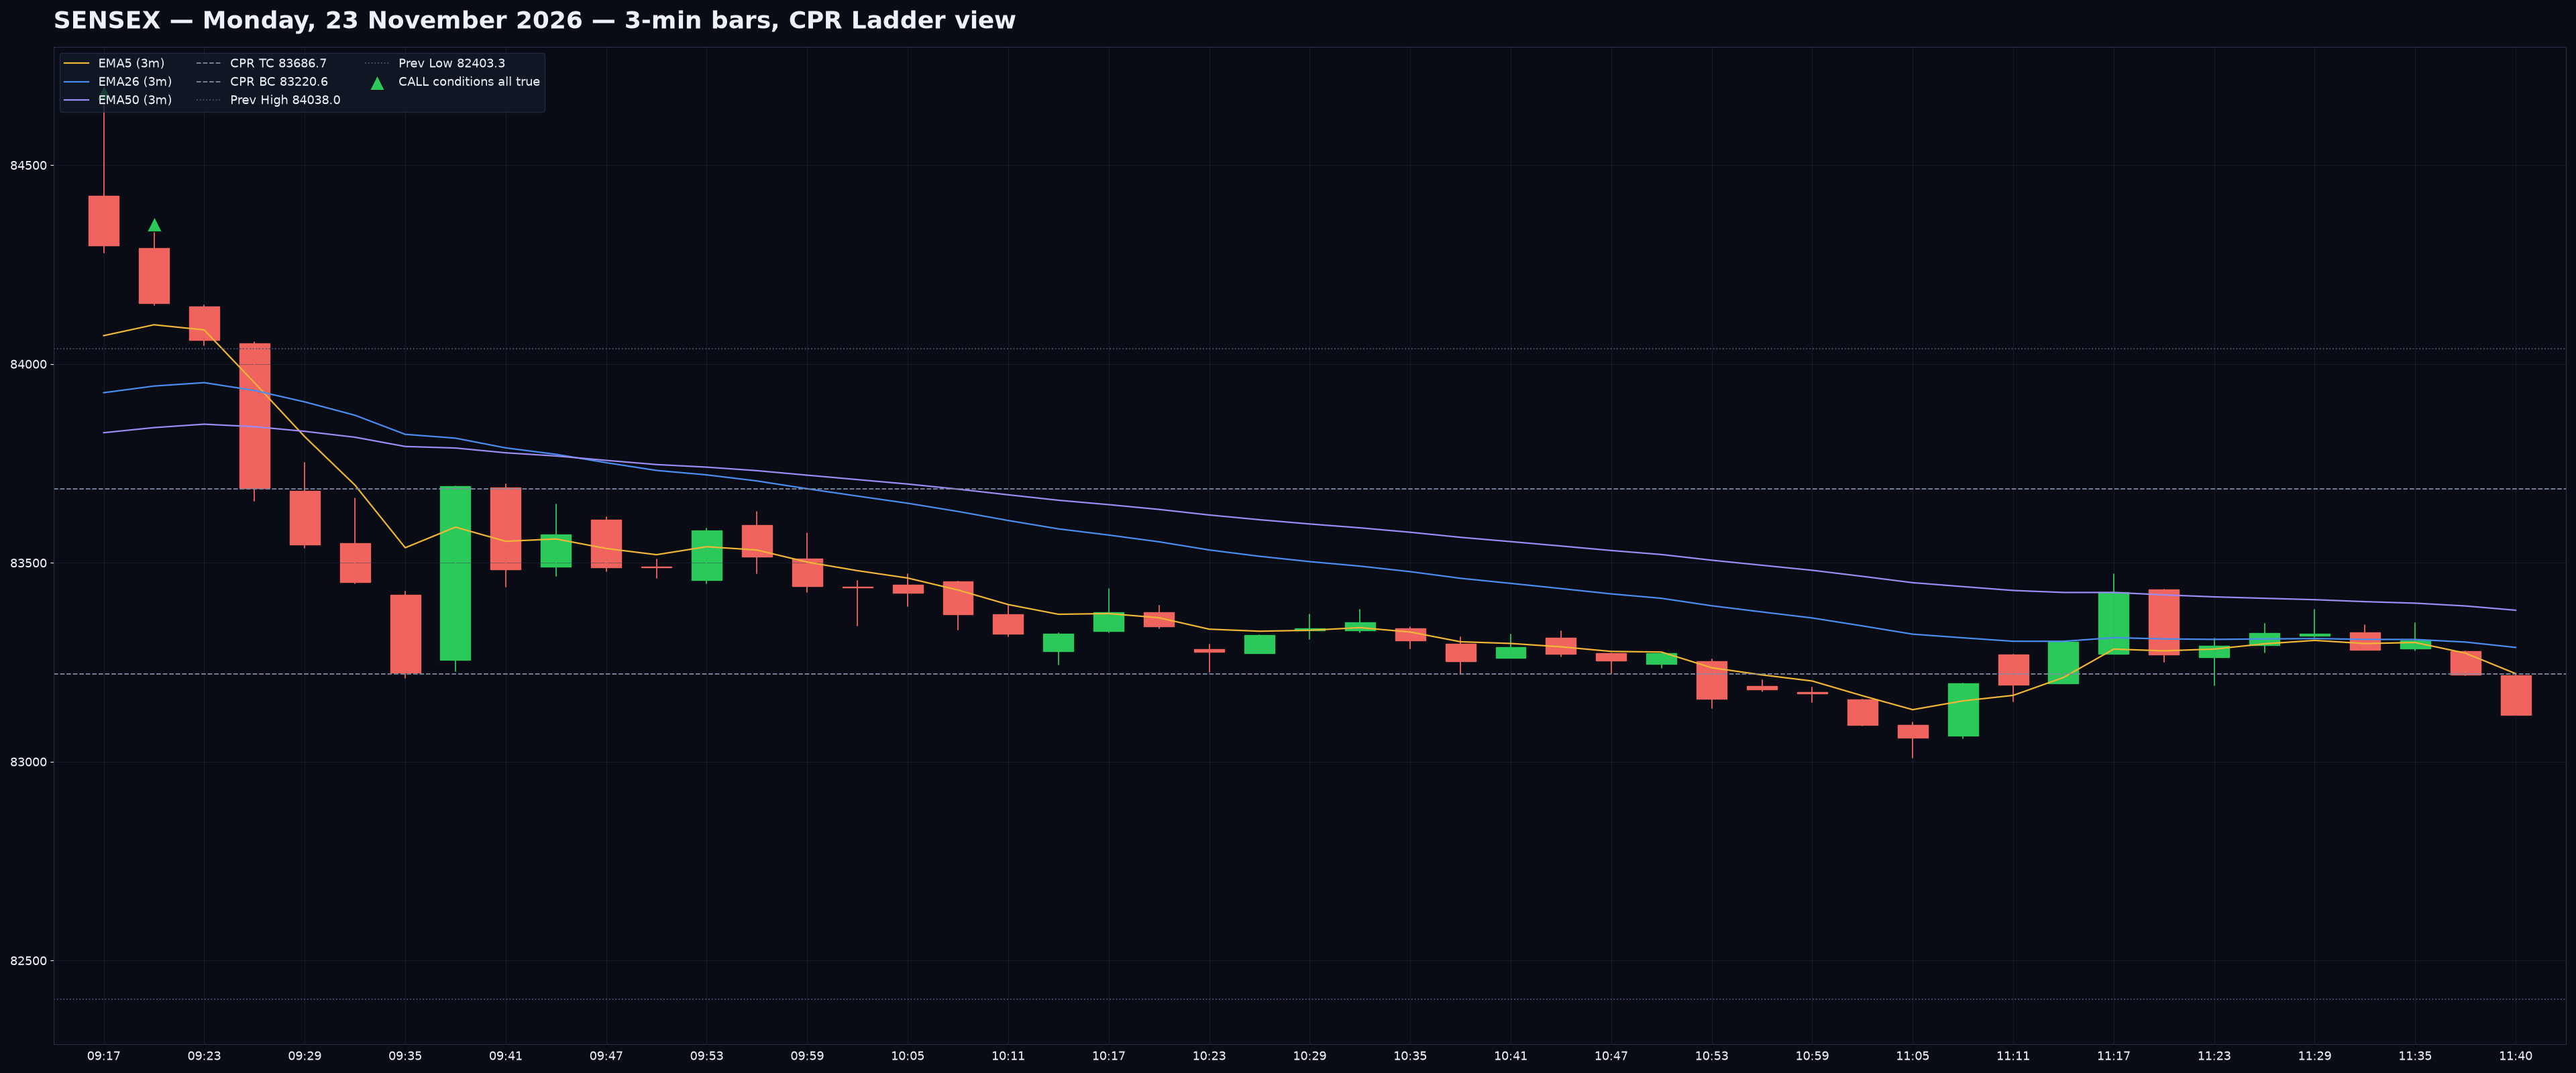 SENSEX — Monday, 23 November 2026 — 3-min bars, CPR Ladder view
EMA5 (3m)
EMA26 (3m)
EMA50 (3m)
CPR TC 83686.7
CPR BC 83220.6
Prev High 84038.0
Prev Low 82403.3
CALL conditions all true
84500
84000
83500
83000
82500
09:17 09:23 09:29 09:35 09:41 09:47 09:53 09:59 10:05 10:11 10:17 10:23 10:29 10:35 10:41 10:47 10:53 10:59 11:05 11:11 11:17 11:23 11:29 11:35 11:40